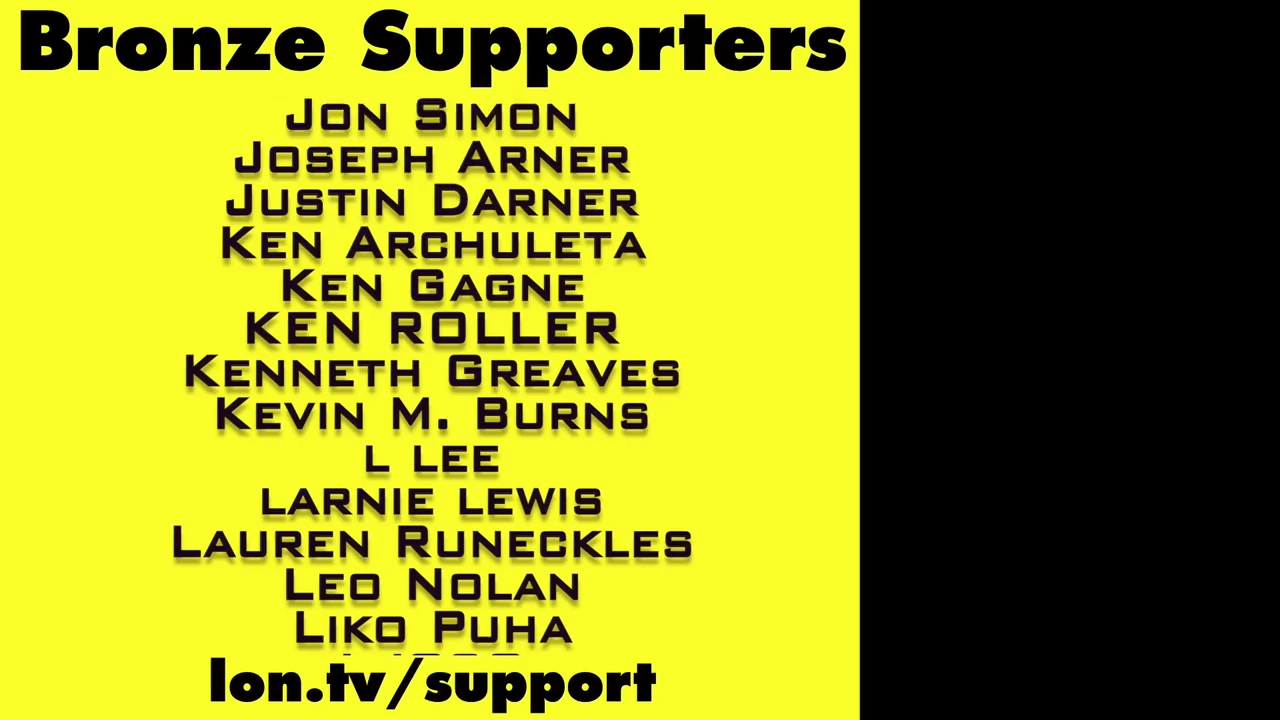 Bronze Supporters
Jon Simon
Joseph Arner
Justin Darner
Ken Archuleta
Ken Gagne
KEN ROLLER
Kenneth Greaves
Kevin M. Burns
l lee
larnie lewis
Lauren Runeckles
Leo Nolan
Liko Puha
lon.tv/support